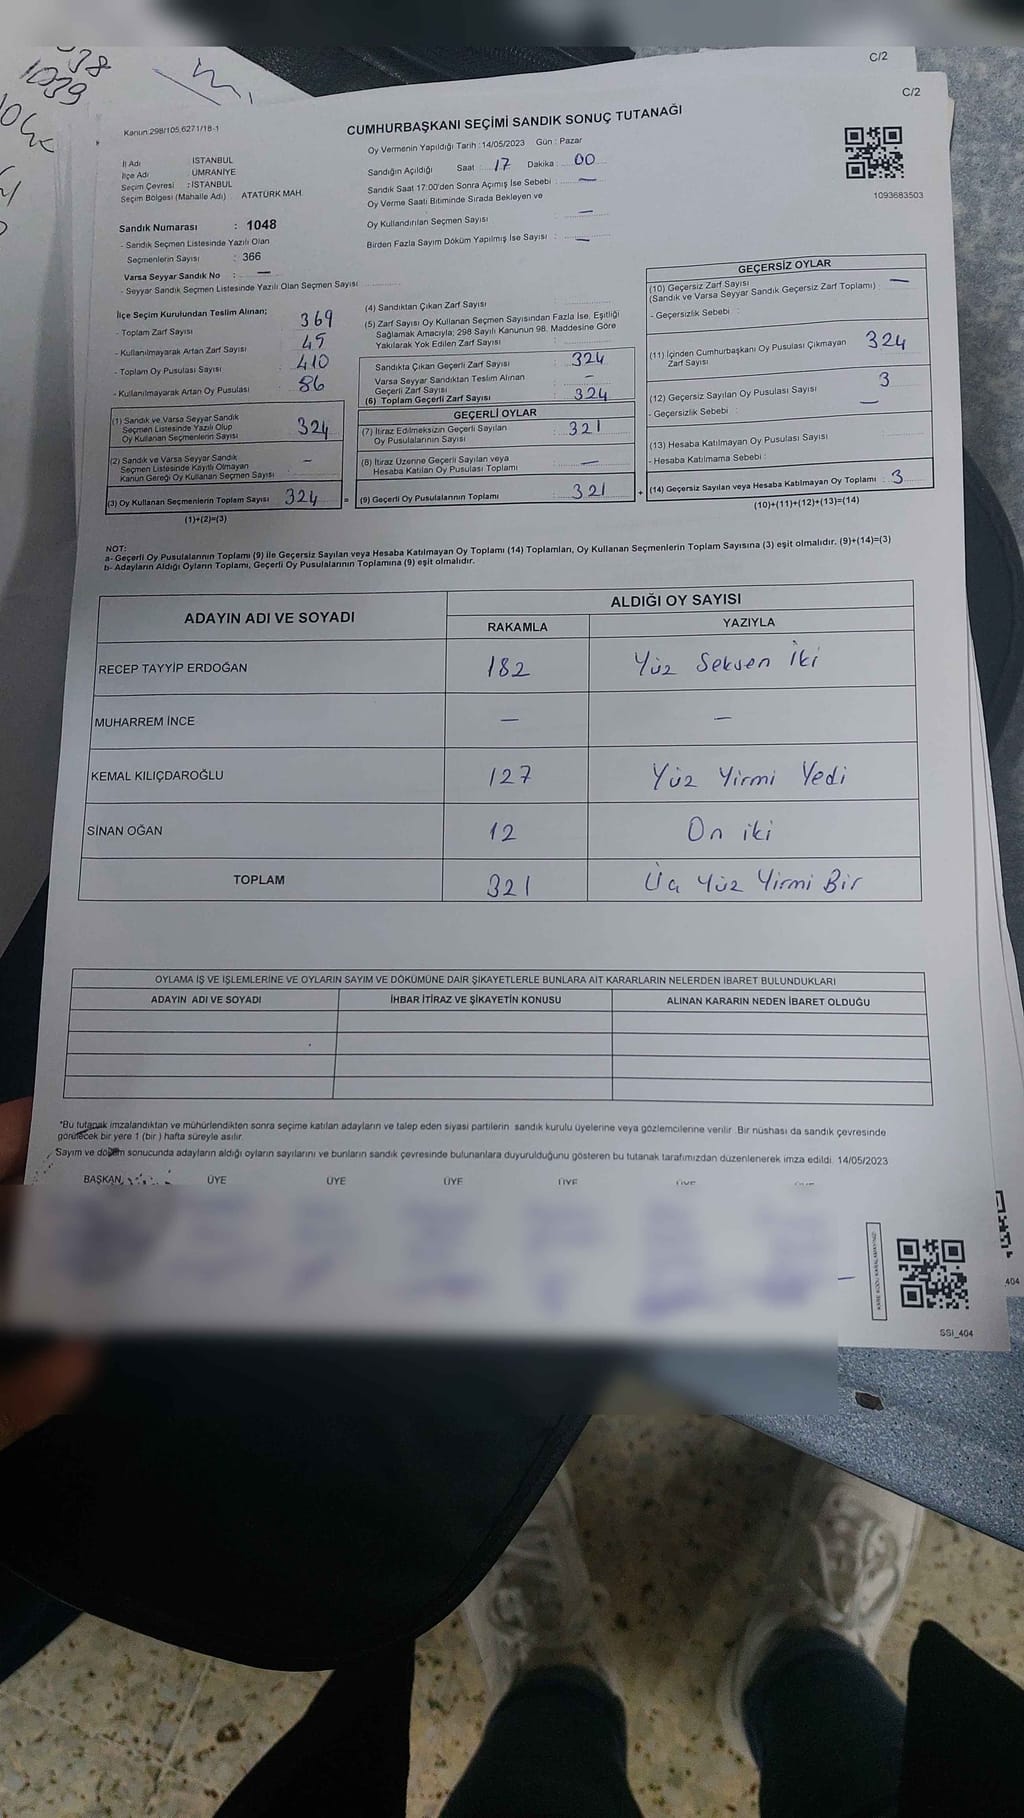 1039
C/2
C/2
Kanun:298/105,6271/18-1
CUMHURBAŞKANI SEÇİMİ SANDIK SONUÇ TUTANAĞI
Oy Vermenin Yapıldığı Tarih :14/05/2023 Gün : Pazar
İl Adı : İSTANBUL
İlçe Adı : ÜMRANİYE
Seçim Çevresi : İSTANBUL
Seçim Bölgesi (Mahalle Adı) ATATÜRK MAH.
Sandığın Açıldığı Saat : 17 Dakika : 00
Sandık Saat 17:00'den Sonra Açımış İse Sebebi : —
Oy Verme Saati Bitiminde Sırada Bekleyen ve
Oy Kullandırılan Seçmen Sayısı : —
Birden Fazla Sayım Döküm Yapılmış İse Sayısı : —
1093683503
Sandık Numarası : 1048
- Sandık Seçmen Listesinde Yazılı Olan
Seçmenlerin Sayısı : 366
Varsa Seyyar Sandık No : —
- Seyyar Sandık Seçmen Listesinde Yazılı Olan Seçmen Sayısı :
İlçe Seçim Kurulundan Teslim Alınan;
- Toplam Zarf Sayısı : 369
- Kullanılmayarak Artan Zarf Sayısı : 45
- Toplam Oy Pusulası Sayısı : 410
- Kullanılmayarak Artan Oy Pusulası : 86
(1) Sandık ve Varsa Seyyar Sandık
Seçmen Listesinde Yazılı Olup
Oy Kullanan Seçmenlerin Sayısı : 324
(2) Sandık ve Varsa Seyyar Sandık
Seçmen Listesinde Kayıtlı Olmayan
Kanun Gereği Oy Kullanan Seçmen Sayısı : –
(3) Oy Kullanan Seçmenlerin Toplam Sayısı : 324 =
(1)+(2)=(3)
(4) Sandıktan Çıkan Zarf Sayısı :
(5) Zarf Sayısı Oy Kullanan Seçmen Sayısından Fazla İse, Eşitliği
Sağlamak Amacıyla; 298 Sayılı Kanunun 98. Maddesine Göre
Yakılarak Yok Edilen Zarf Sayısı :
Sandıkta Çıkan Geçerli Zarf Sayısı : 324
Varsa Seyyar Sandıktan Teslim Alınan
Geçerli Zarf Sayısı : –
(6) Toplam Geçerli Zarf Sayısı : 324
GEÇERLİ OYLAR
(7) İtiraz Edilmeksizin Geçerli Sayılan
Oy Pusulalarının Sayısı : 321
(8) İtiraz Üzerine Geçerli Sayılan veya
Hesaba Katılan Oy Pusulası Toplamı : —
(9) Geçerli Oy Pusulalarının Toplamı : 321 +
GEÇERSİZ OYLAR
(10) Geçersiz Zarf Sayısı : —
(Sandık ve Varsa Seyyar Sandık Geçersiz Zarf Toplamı)
- Geçersizlik Sebebi :
(11) İçinden Cumhurbaşkanı Oy Pusulası Çıkmayan
Zarf Sayısı : 324
(12) Geçersiz Sayılan Oy Pusulası Sayısı : 3
- Geçersizlik Sebebi : —
(13) Hesaba Katılmayan Oy Pusulası Sayısı :
- Hesaba Katılmama Sebebi :
(14) Geçersiz Sayılan veya Hesaba Katılmayan Oy Toplamı : 3
(10)+(11)+(12)+(13)=(14)
NOT:
a- Geçerli Oy Pusulalarının Toplamı (9) ile Geçersiz Sayılan veya Hesaba Katılmayan Oy Toplamı (14) Toplamları, Oy Kullanan Seçmenlerin Toplam Sayısına (3) eşit olmalıdır. (9)+(14)=(3)
b- Adayların Aldığı Oyların Toplamı, Geçerli Oy Pusulalarının Toplamına (9) eşit olmalıdır.
ADAYIN ADI VE SOYADI ALDIĞI OY SAYISI
RAKAMLA YAZIYLA
RECEP TAYYİP ERDOĞAN 182 Yüz Seksen İki
MUHARREM İNCE — —
KEMAL KILIÇDAROĞLU 127 Yüz Yirmi Yedi
SİNAN OĞAN 12 On iki
TOPLAM 321 Üç Yüz Yirmi Bir
OYLAMA İŞ VE İŞLEMLERİNE VE OYLARIN SAYIM VE DÖKÜMÜNE DAİR ŞİKAYETLERLE BUNLARA AİT KARARLARIN NELERDEN İBARET BULUNDUKLARI
ADAYIN ADI VE SOYADI İHBAR İTİRAZ VE ŞİKAYETİN KONUSU ALINAN KARARIN NEDEN İBARET OLDUĞU
*Bu tutanak imzalandıktan ve mühürlendikten sonra seçime katılan adayların ve talep eden siyasi partilerin sandık kurulu üyelerine veya gözlemcilerine verilir. Bir nüshası da sandık çevresinde
görülecek bir yere 1 (bir) hafta süreyle asılır.
Sayım ve döküm sonucunda adayların aldığı oyların sayılarını ve bunların sandık çevresinde bulunanlara duyurulduğunu gösteren bu tutanak tarafımızdan düzenlenerek imza edildi. 14/05/2023
BAŞKAN ÜYE ÜYE ÜYE ÜYE ÜYE
404
SSI_404